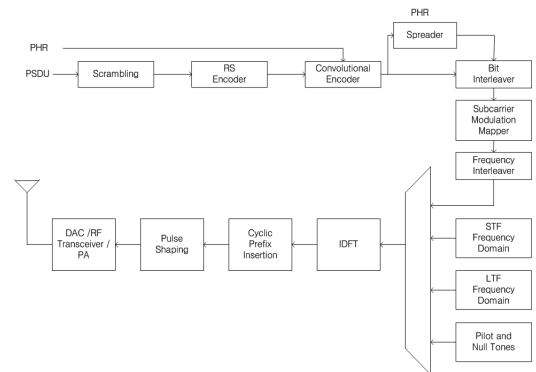 PHR
PHR
Spreader
PSDU
Scrambling
RS
Encoder
Convolutional
Encoder
Bit
Interleaver
Subcarrier
Modulation
Mapper
Frequency
Interleaver
DAC /RF
Transceiver /
PA
Pulse
Shaping
Cyclic
Prefix
Insertion
IDFT
STF
Frequency
Domain
LTF
Frequency
Domain
Pilot and
Null Tones